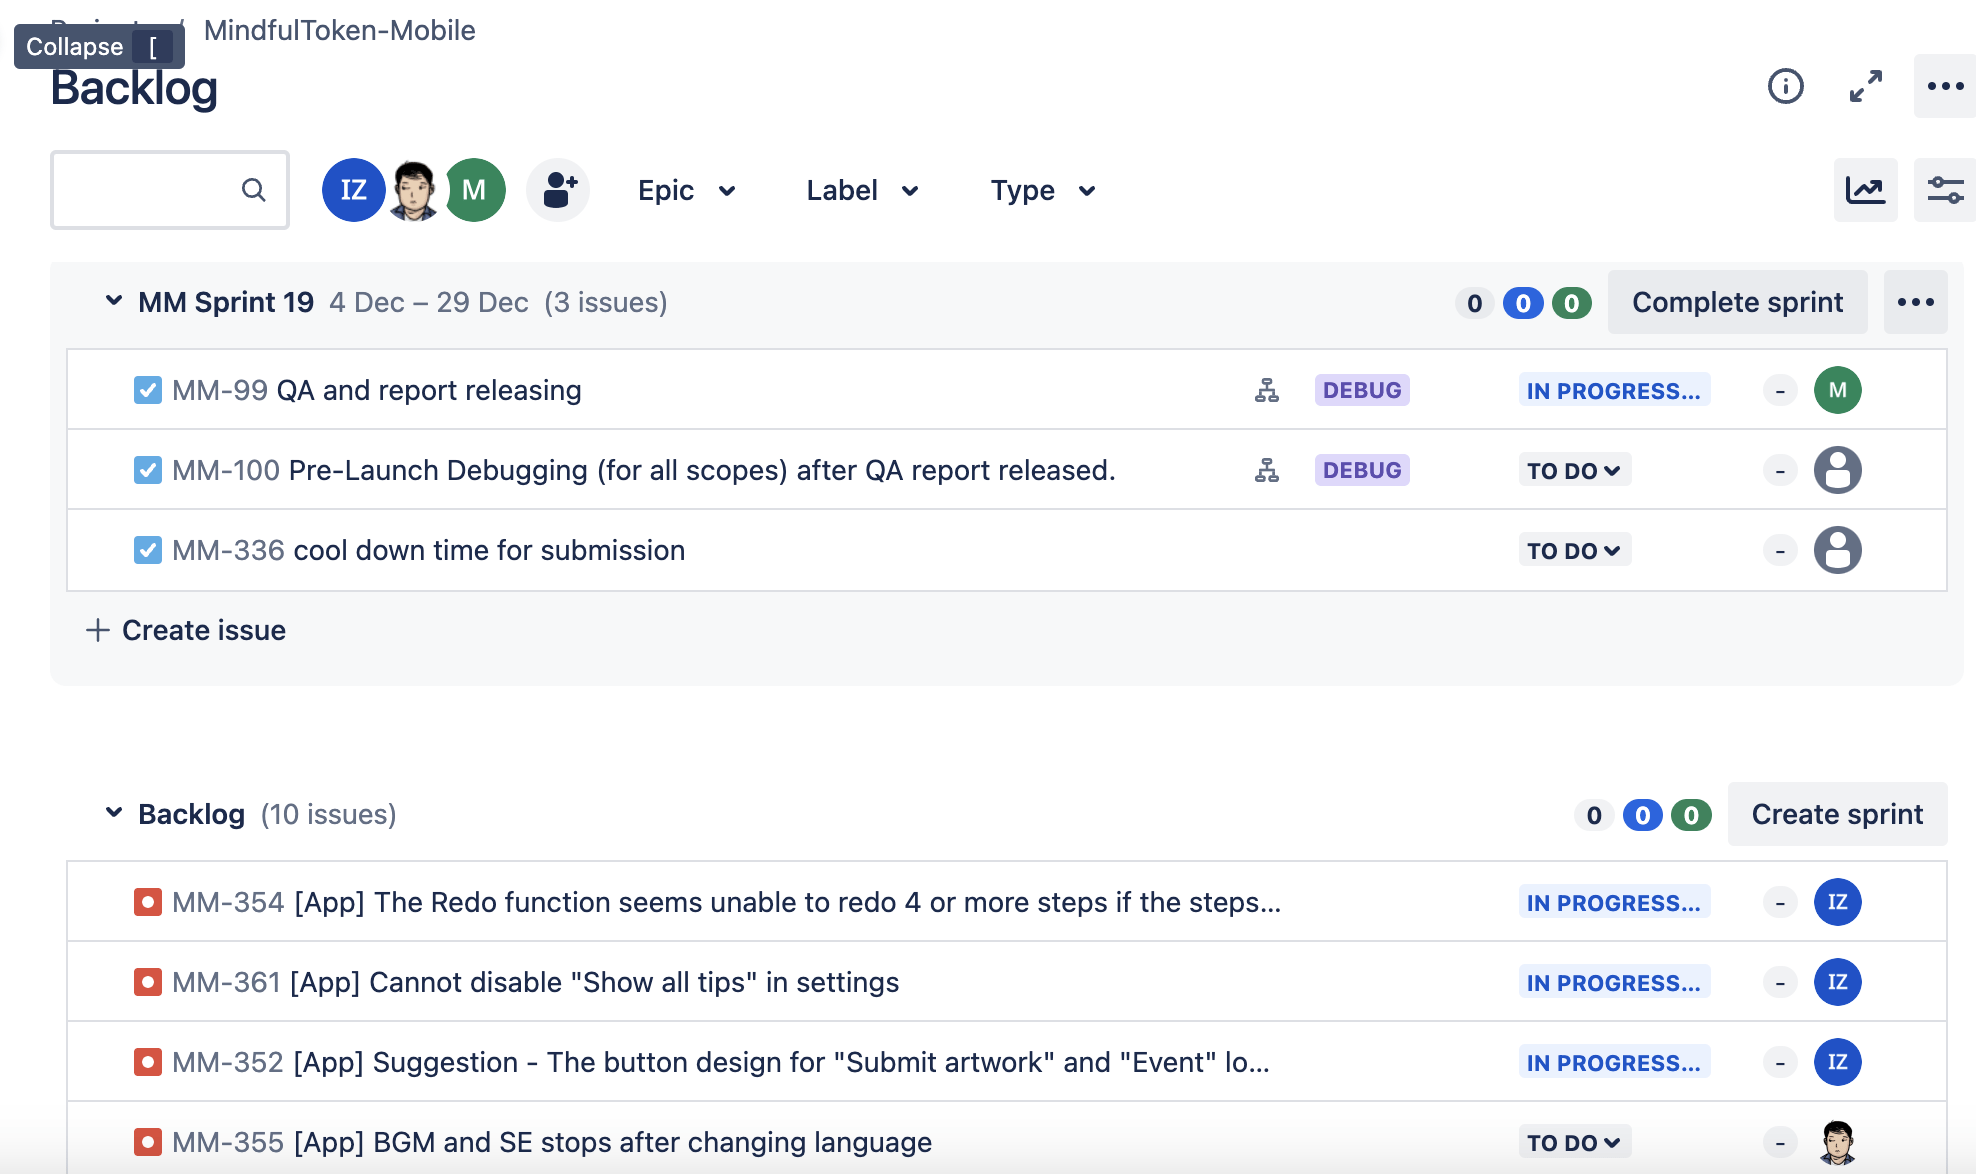 MindfulToken-Mobile
Collapse [
Backlog
IZ M Epic Label Type
MM Sprint 19 4 Dec – 29 Dec (3 issues) 0 0 0 Complete sprint
MM-99 QA and report releasing DEBUG IN PROGRESS... - M
MM-100 Pre-Launch Debugging (for all scopes) after QA report released. DEBUG TO DO -
MM-336 cool down time for submission TO DO -
Create issue
Backlog (10 issues) 0 0 0 Create sprint
MM-354 [App] The Redo function seems unable to redo 4 or more steps if the steps... IN PROGRESS... - IZ
MM-361 [App] Cannot disable "Show all tips" in settings IN PROGRESS... - IZ
MM-352 [App] Suggestion - The button design for "Submit artwork" and "Event" lo... IN PROGRESS... - IZ
MM-355 [App] BGM and SE stops after changing language TO DO -